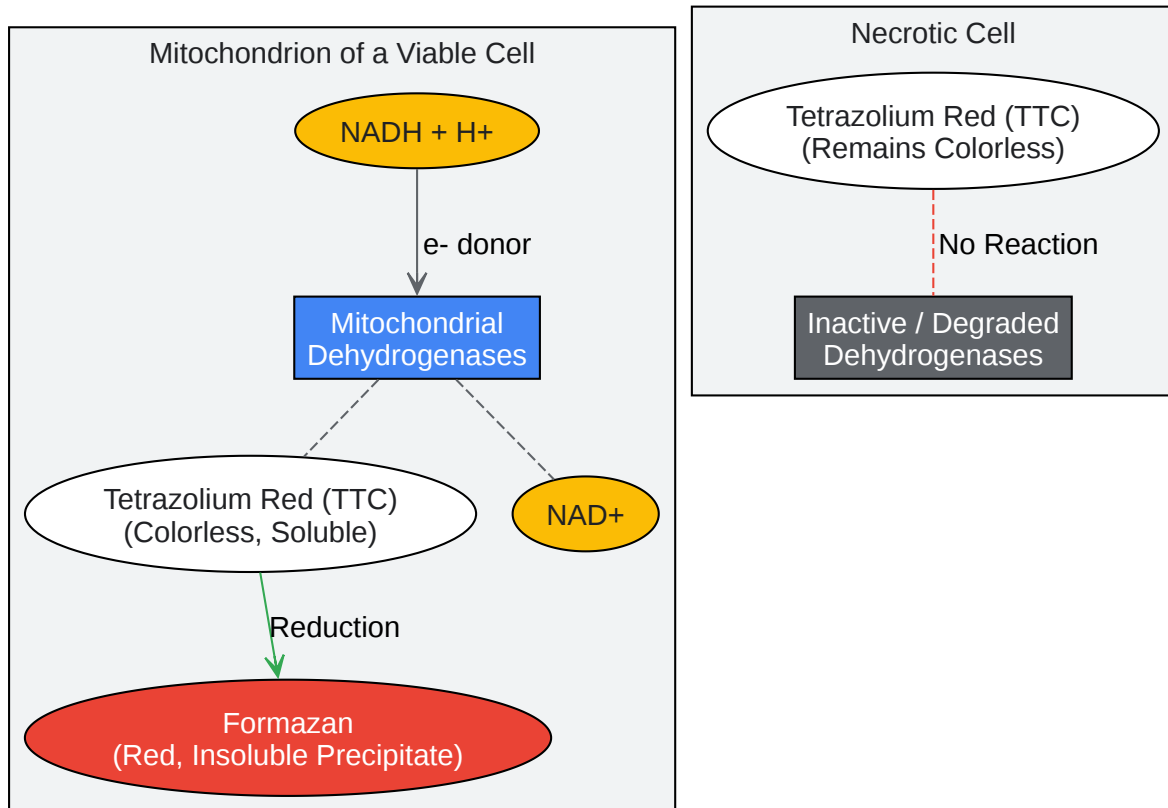 Mitochondrion of a Viable Cell
NADH + H+
e- donor
Mitochondrial
Dehydrogenases
Tetrazolium Red (TTC)
(Colorless, Soluble)
NAD+
Reduction
Formazan
(Red, Insoluble Precipitate)
Necrotic Cell
Tetrazolium Red (TTC)
(Remains Colorless)
No Reaction
Inactive / Degraded
Dehydrogenases